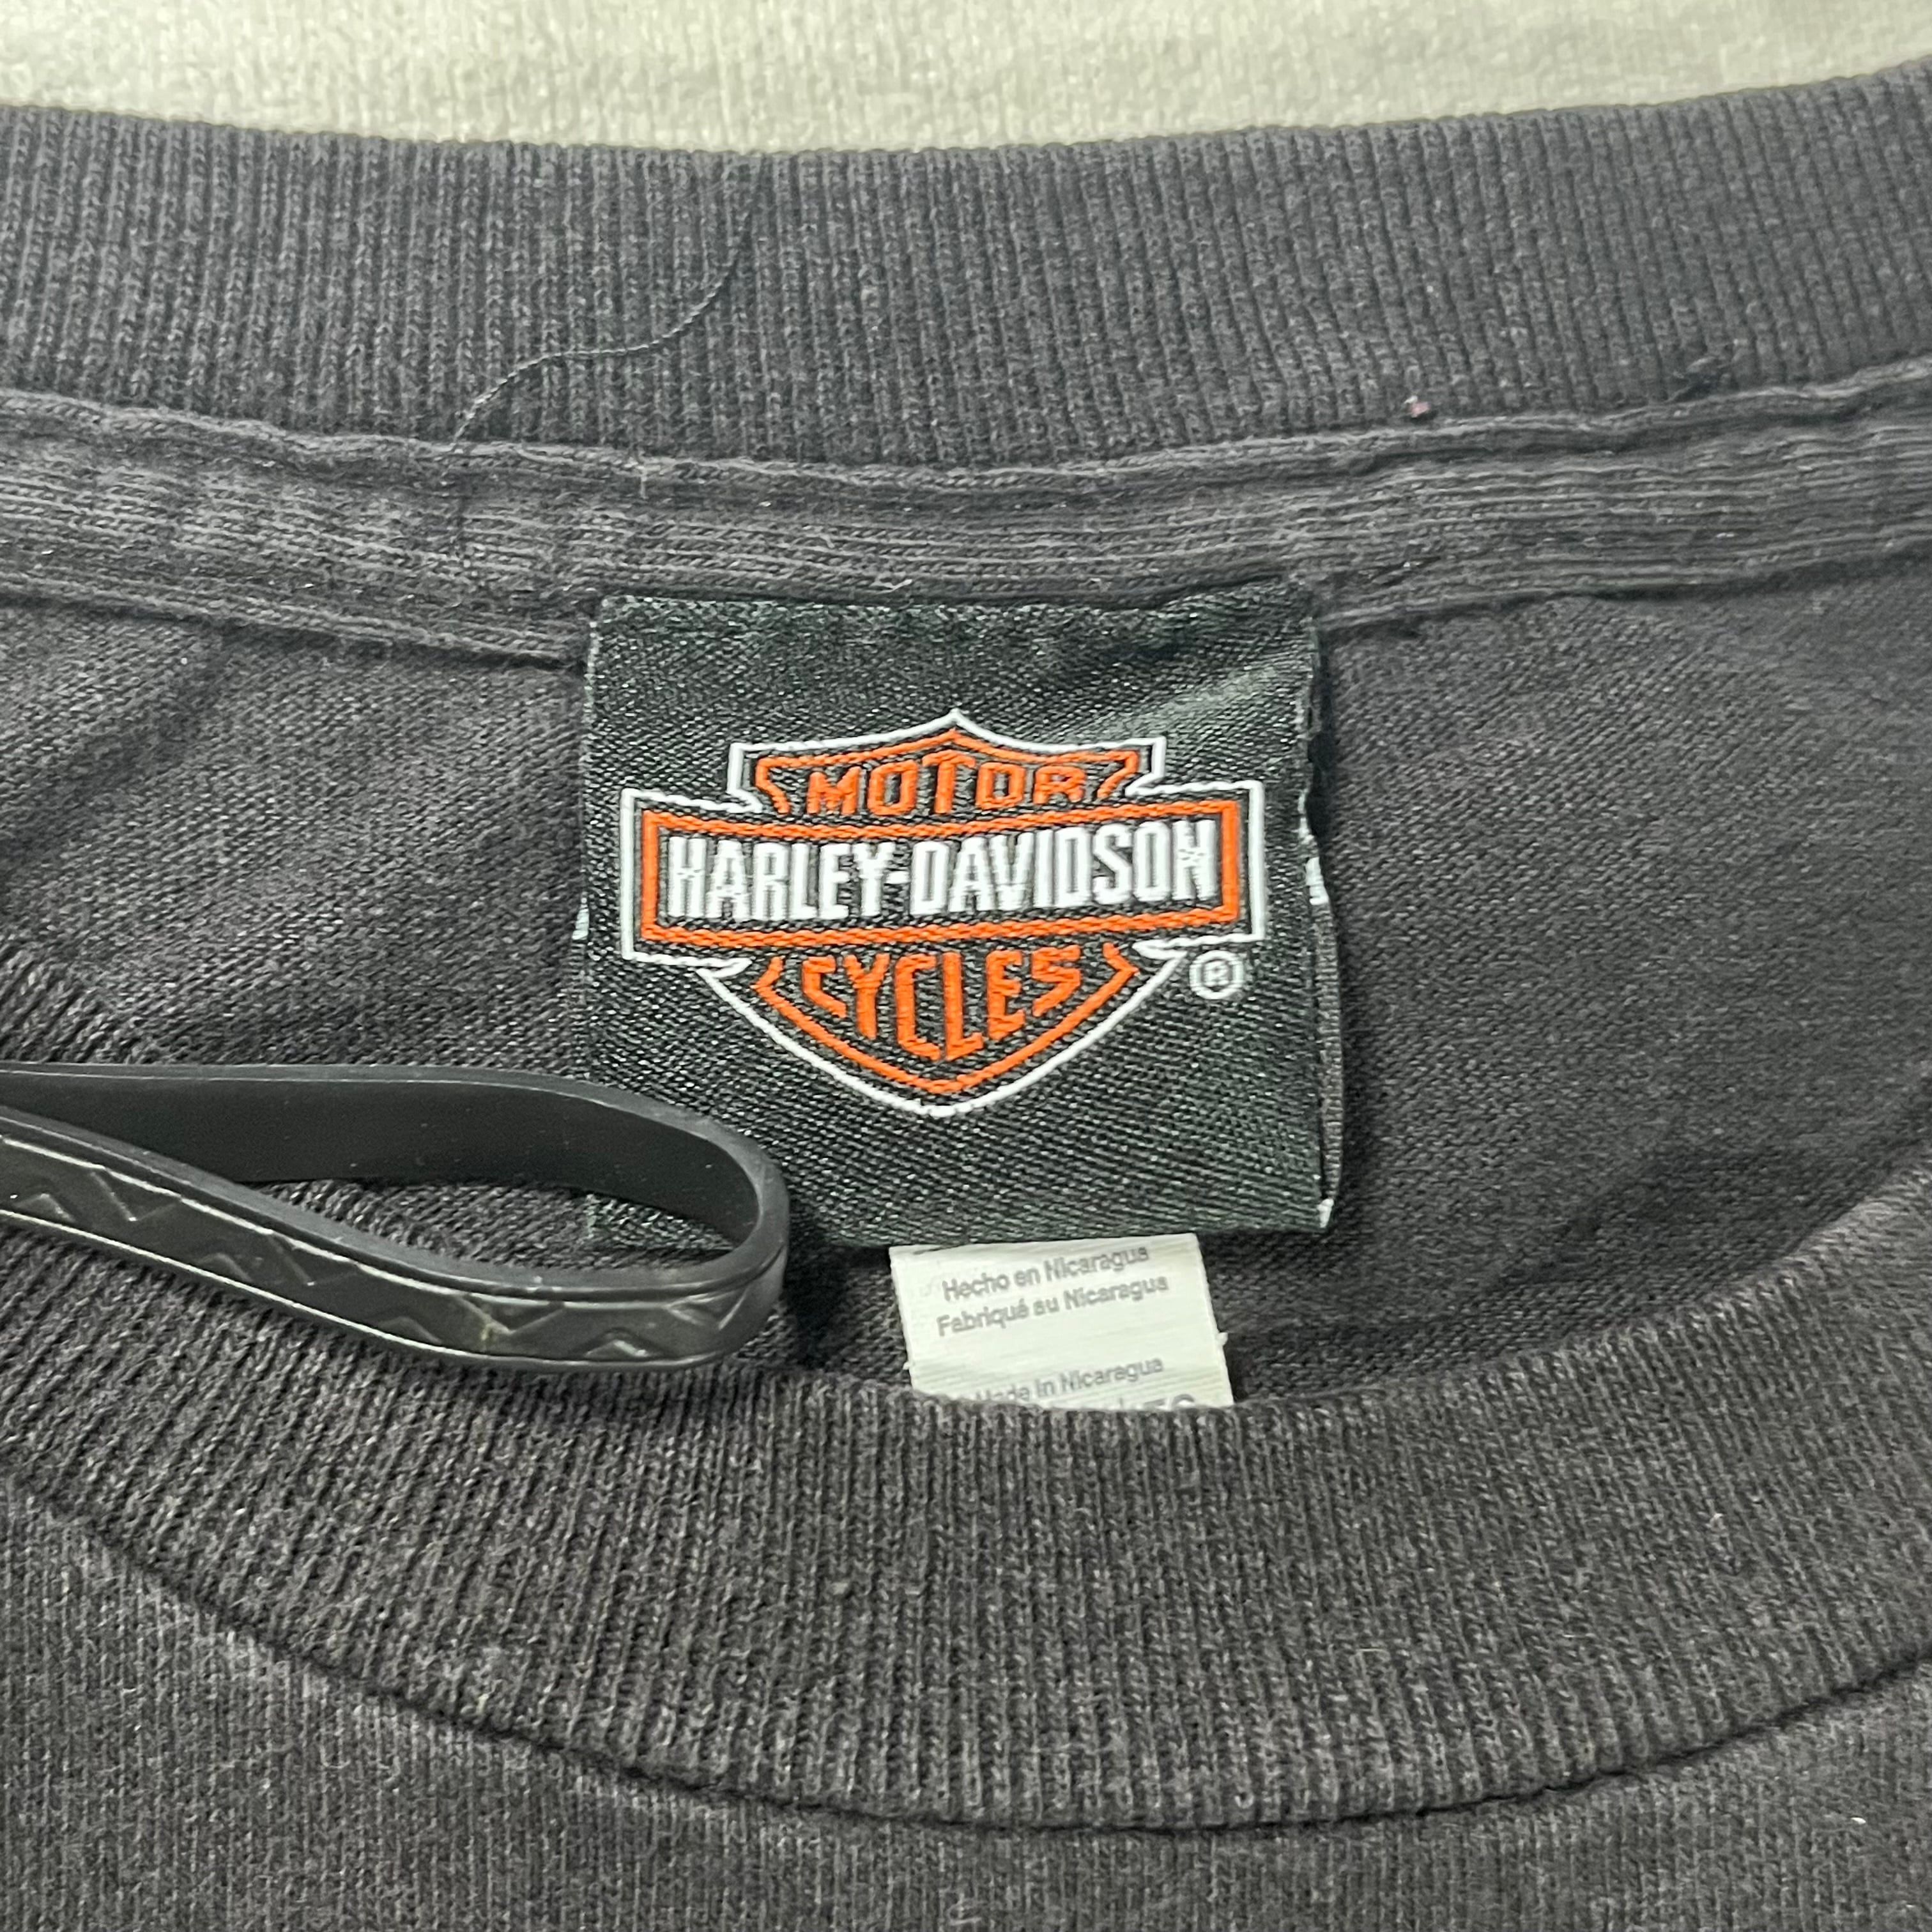 MOTOR
HARLEY-DAVIDSON
CYCLES
®
Hecho en Nicaragua
Fabriqué au Nicaragua
Made in Nicaragua